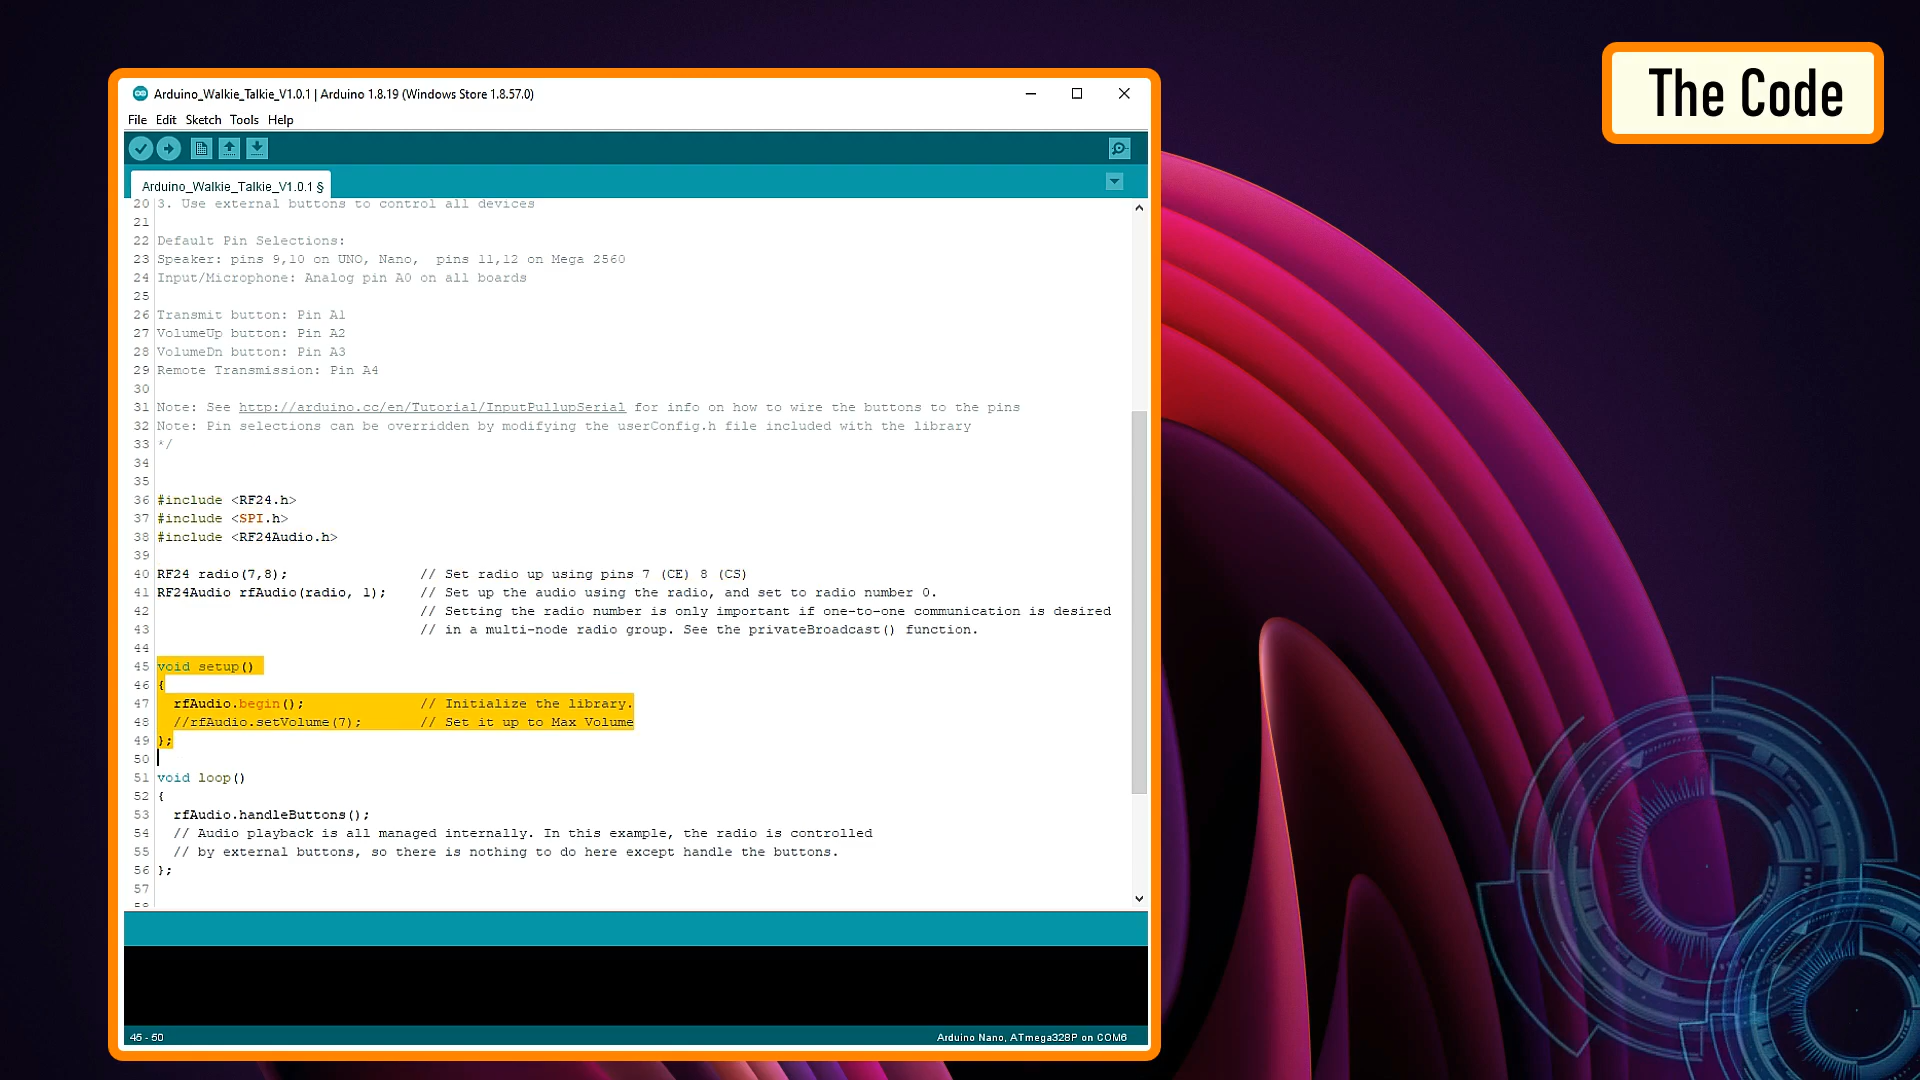 The Code
Arduino_Walkie_Talkie_V1.0.1 | Arduino 1.8.19 (Windows Store 1.8.57.0)
File Edit Sketch Tools Help
Arduino_Walkie_Talkie_V1.0.1 §
20 3. Use external buttons to control all devices
21
22 Default Pin Selections:
23 Speaker: pins 9,10 on UNO, Nano,  pins 11,12 on Mega 2560
24 Input/Microphone: Analog pin A0 on all boards
25
26 Transmit button: Pin A1
27 VolumeUp button: Pin A2
28 VolumeDn button: Pin A3
29 Remote Transmission: Pin A4
30
31 Note: See http://arduino.cc/en/Tutorial/InputPullupSerial for info on how to wire the buttons to the pins
32 Note: Pin selections can be overridden by modifying the userConfig.h file included with the library
33 */
34
35
36 #include <RF24.h>
37 #include <SPI.h>
38 #include <RF24Audio.h>
39
40 RF24 radio(7,8); // Set radio up using pins 7 (CE) 8 (CS)
41 RF24Audio rfAudio(radio, 1); // Set up the audio using the radio, and set to radio number 0.
42 // Setting the radio number is only important if one-to-one communication is desired
43 // in a multi-node radio group. See the privateBroadcast() function.
44
45 void setup()
46 {
47 rfAudio.begin(); // Initialize the library.
48 //rfAudio.setVolume(7); // Set it up to Max Volume
49 };
50
51 void loop()
52 {
53 rfAudio.handleButtons();
54 // Audio playback is all managed internally. In this example, the radio is controlled
55 // by external buttons, so there is nothing to do here except handle the buttons.
56 };
57
58
45 - 50
Arduino Nano, ATmega328P on COM6